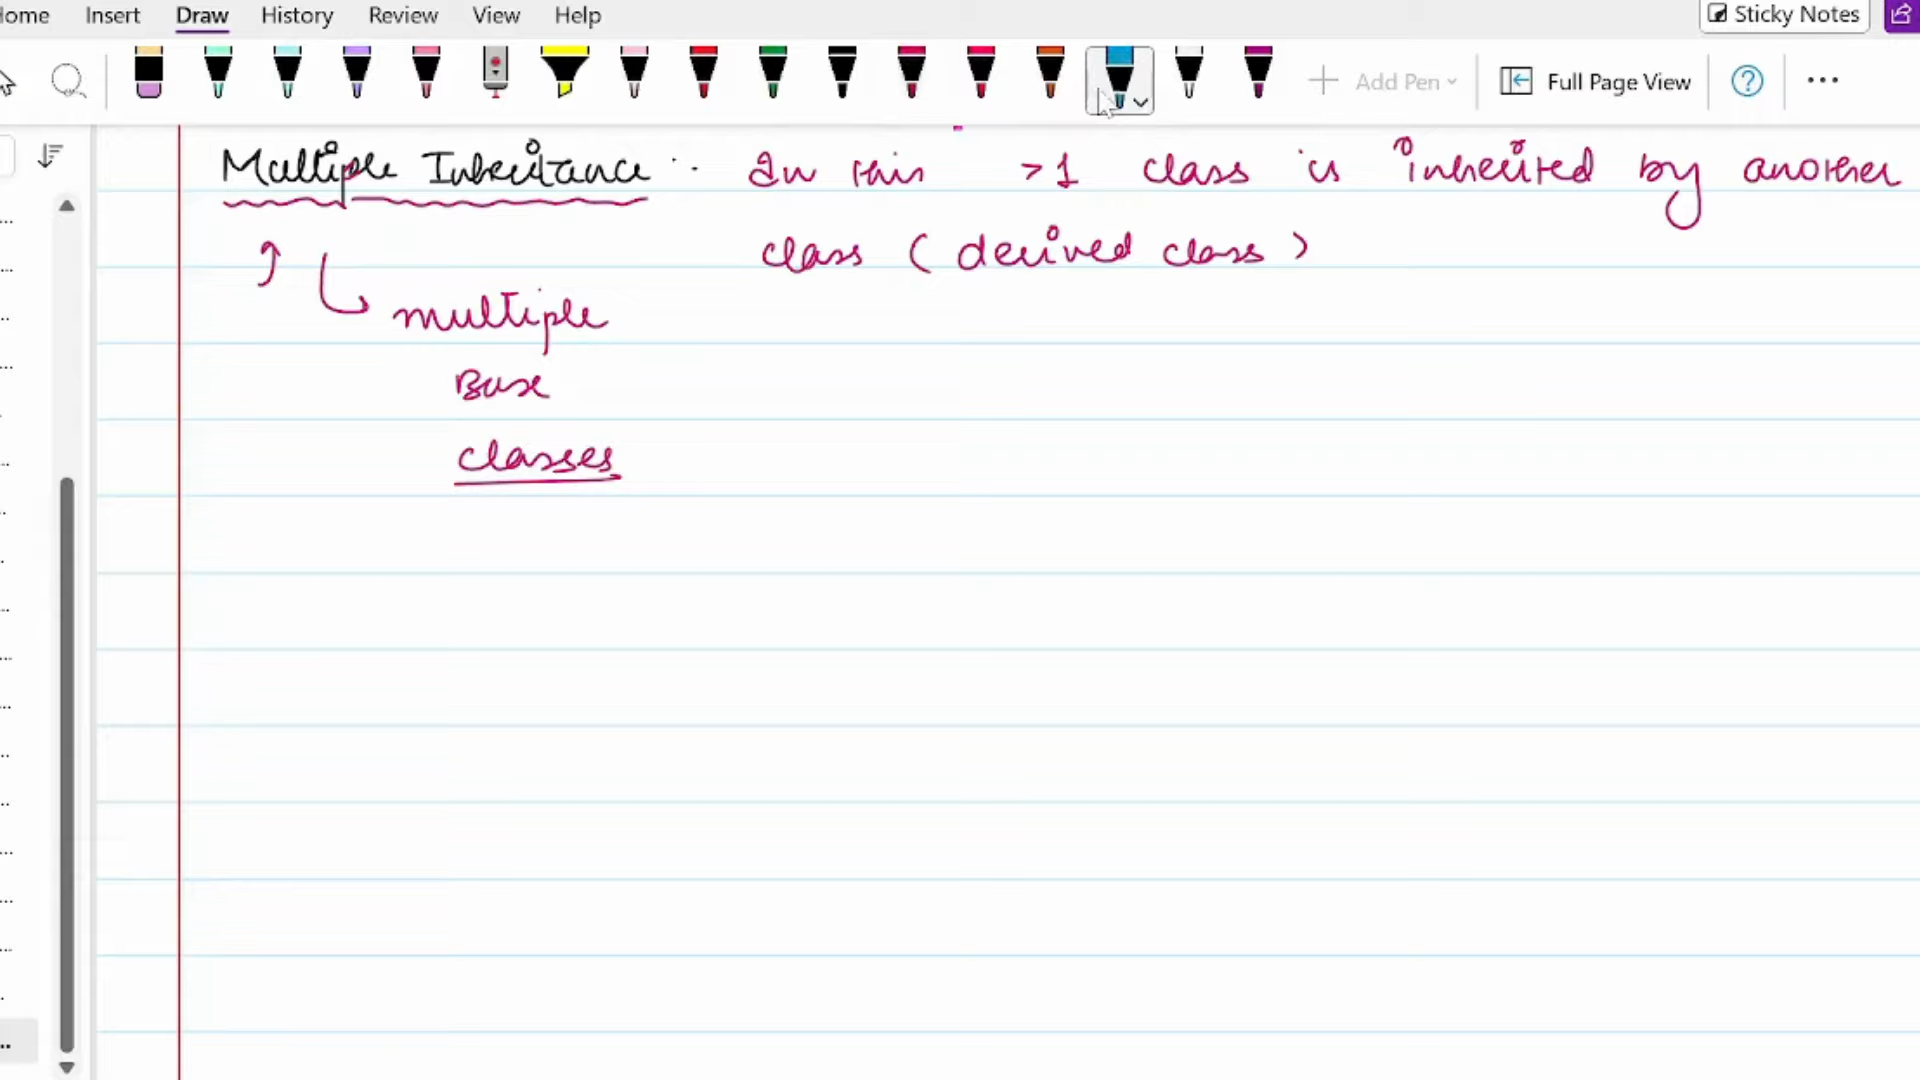 Home Insert Draw History Review View Help Sticky Notes
Add Pen Full Page View
Multiple Inheritance : In this >1 class is inherited by another
class (derived class)
multiple
Base
classes